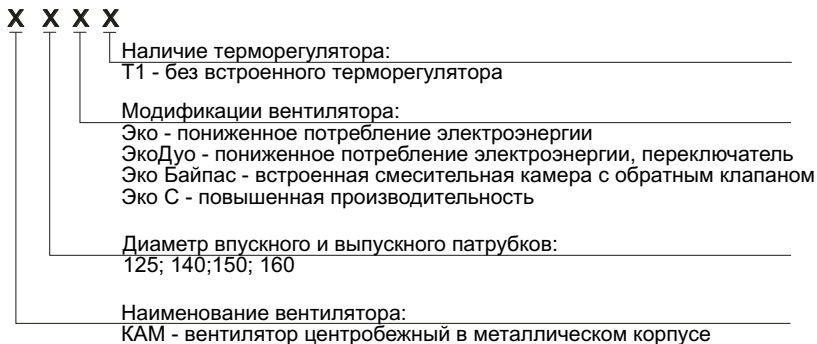 X X X X
Наличие терморегулятора:
Т1 - без встроенного терморегулятора
Модификации вентилятора:
Эко - пониженное потребление электроэнергии
ЭкоДуо - пониженное потребление электроэнергии, переключатель
Эко Байпас - встроенная смесительная камера с обратным клапаном
Эко С - повышенная производительность
Диаметр впускного и выпускного патрубков:
125; 140;150; 160
Наименование вентилятора:
КАМ - вентилятор центробежный в металлическом корпусе